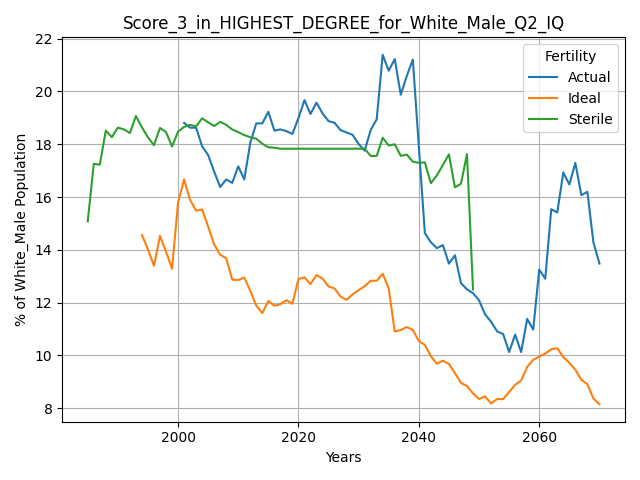 Score_3_in_HIGHEST_DEGREE_for_White_Male_Q2_IQ
22
20
18
16
14
12
10
8
% of White_Male Population
2000
2020
2040
2060
Years
Fertility
Actual
Ideal
Sterile